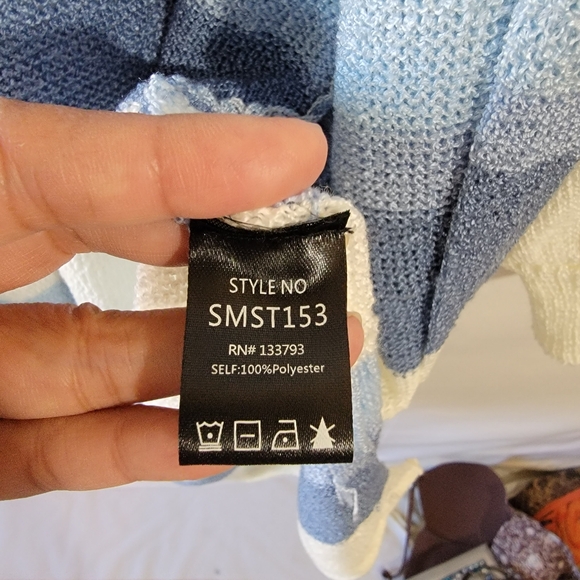 STYLE NO
SMST153
RN# 133793
SELF:100%Polyester